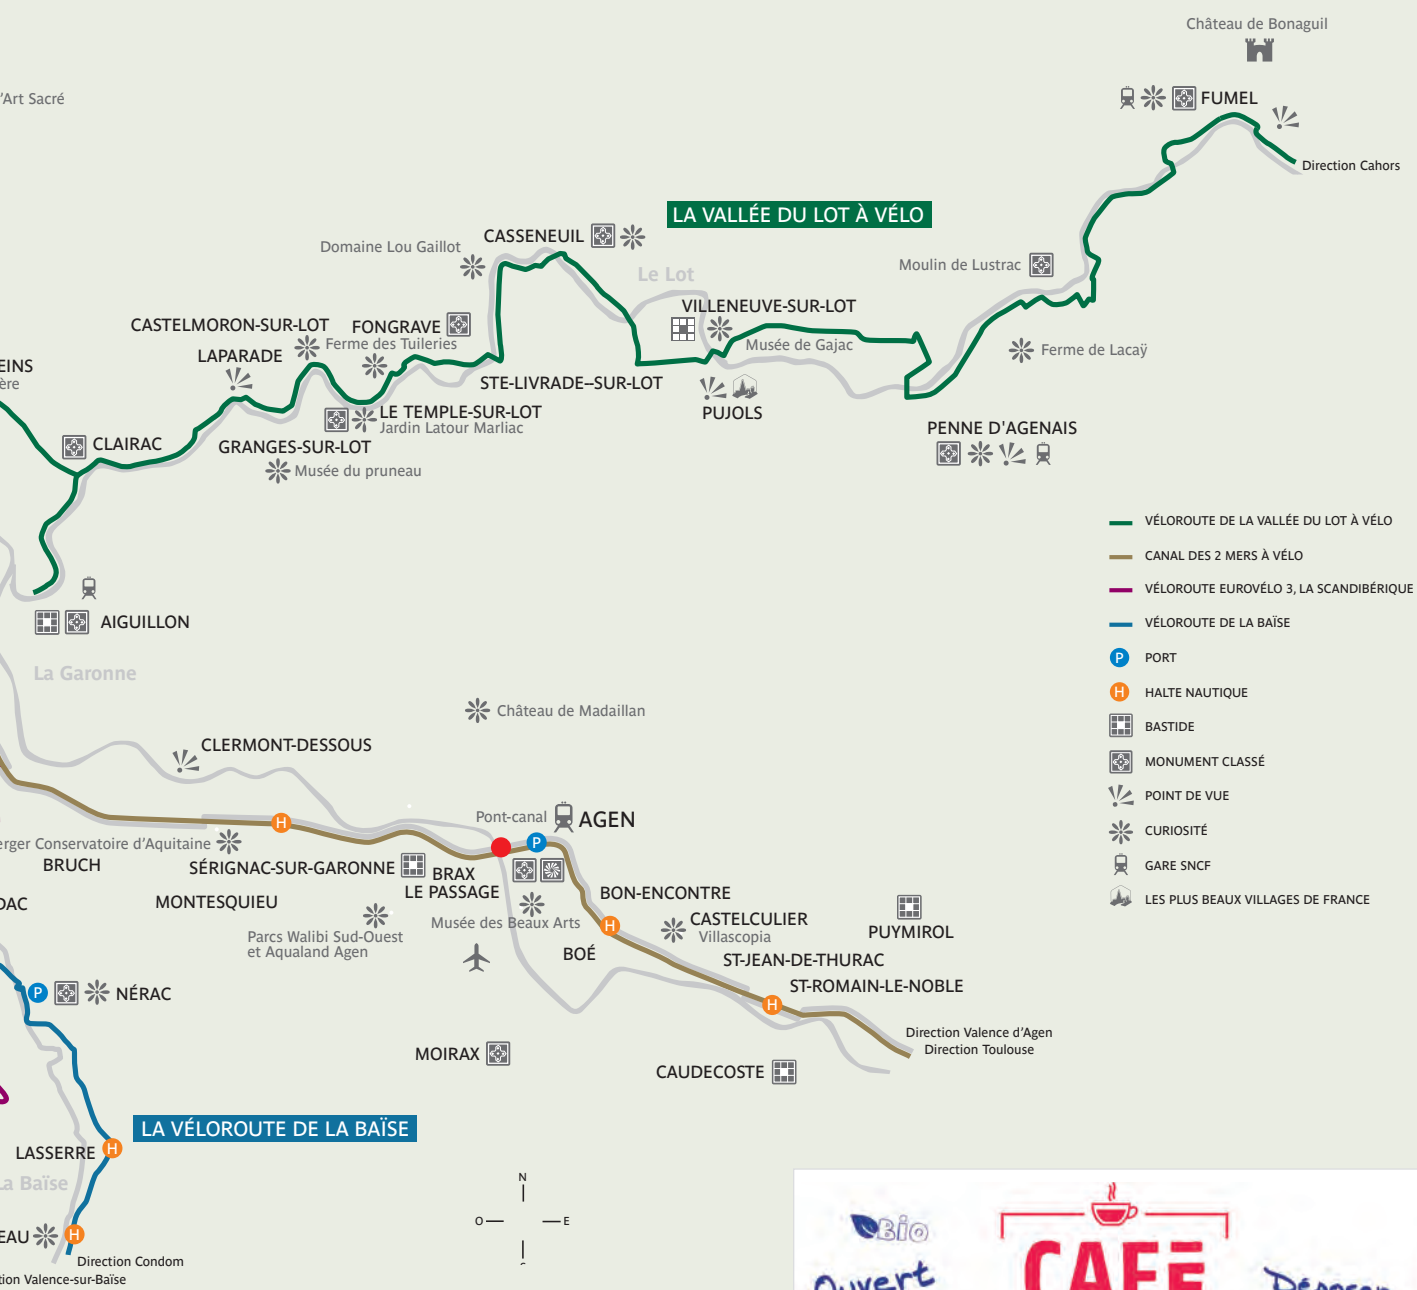 Château de Bonaguil
'Art Sacré
FUMEL
Direction Cahors
LA VALLÉE DU LOT À VÉLO
CASSENEUIL
Domaine Lou Gaillot
Le Lot
Moulin de Lustrac
VILLENEUVE-SUR-LOT
Musée de Gajac
CASTELMORON-SUR-LOT
FONGRAVE
Ferme des Tuileries
LAPARADE
Ferme de Lacaÿ
EINS
ère
STE-LIVRADE--SUR-LOT
PUJOLS
LE TEMPLE-SUR-LOT
Jardin Latour Marliac
PENNE D'AGENAIS
CLAIRAC
GRANGES-SUR-LOT
Musée du pruneau
VÉLOROUTE DE LA VALLÉE DU LOT À VÉLO
CANAL DES 2 MERS À VÉLO
VÉLOROUTE EUROVÉLO 3, LA SCANDIBÉRIQUE
VÉLOROUTE DE LA BAÏSE
P PORT
H HALTE NAUTIQUE
BASTIDE
MONUMENT CLASSÉ
POINT DE VUE
CURIOSITÉ
GARE SNCF
LES PLUS BEAUX VILLAGES DE FRANCE
AIGUILLON
La Garonne
Château de Madaillan
CLERMONT-DESSOUS
H
Pont-canal
AGEN
P
erger Conservatoire d'Aquitaine
BRUCH
SÉRIGNAC-SUR-GARONNE
BRAX
LE PASSAGE
BON-ENCONTRE
DAC
MONTESQUIEU
Musée des Beaux Arts
H
CASTELCULIER
Villascopia
PUYMIROL
Parcs Walibi Sud-Ouest
et Aqualand Agen
BOÉ
ST-JEAN-DE-THURAC
ST-ROMAIN-LE-NOBLE
H
P
NÉRAC
Direction Valence d'Agen
Direction Toulouse
MOIRAX
CAUDECOSTE
LA VÉLOROUTE DE LA BAÏSE
LASSERRE
H
La Baïse
N
O
E
EAU
H
Direction Condom
tion Valence-sur-Baïse
Bio
CAFÉ
Ouvert